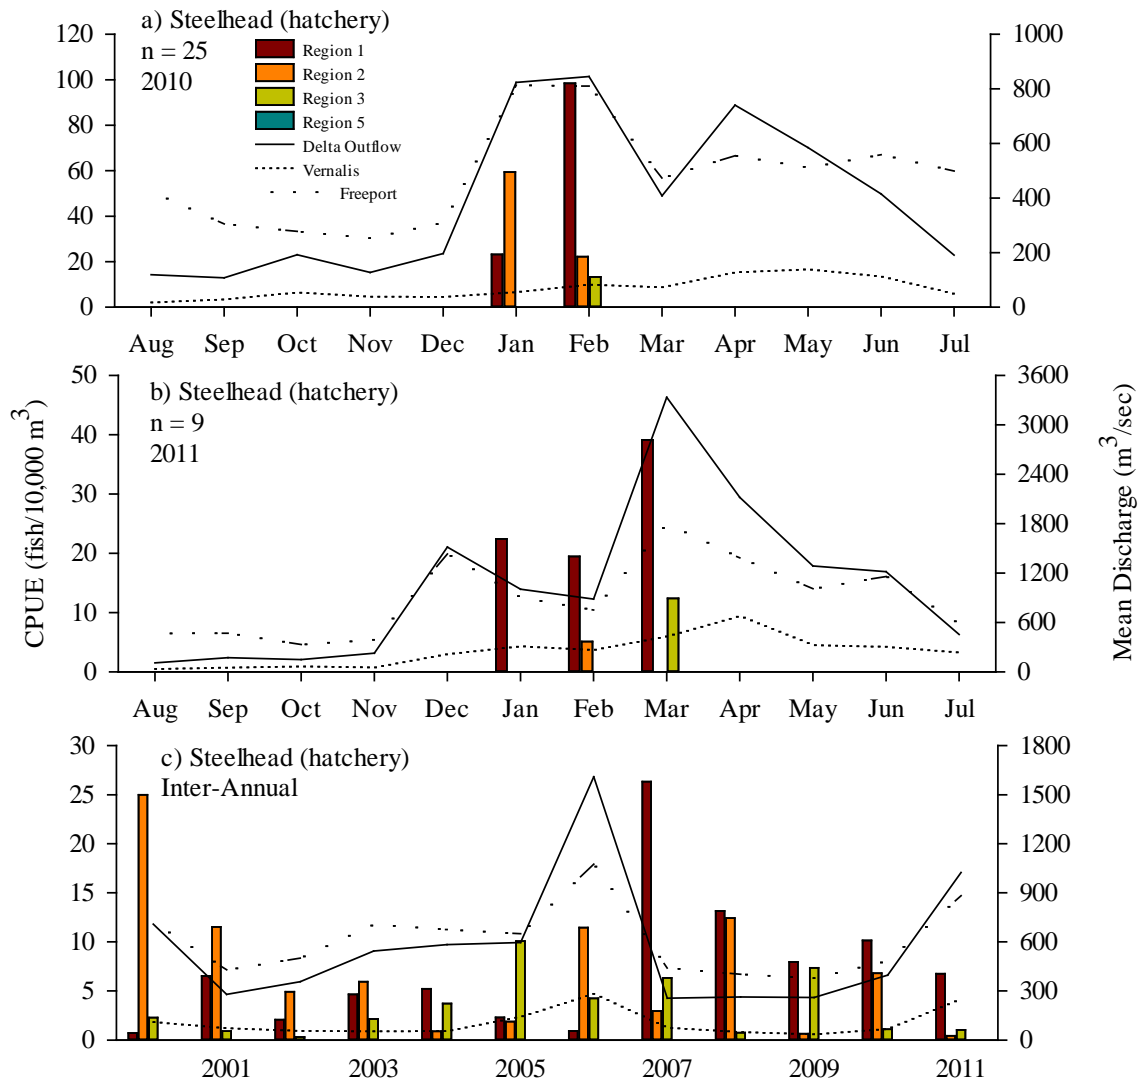 a) Steelhead (hatchery)
n = 25
2010
Region 1
Region 2
Region 3
Region 5
Delta Outflow
Vernalis
Freeport
120
100
80
60
40
20
0
1000
800
600
400
200
0
Aug Sep Oct Nov Dec Jan Feb Mar Apr May Jun Jul
b) Steelhead (hatchery)
n = 9
2011
50
40
30
20
10
0
3600
3000
2400
1800
1200
600
0
Aug Sep Oct Nov Dec Jan Feb Mar Apr May Jun Jul
CPUE (fish/10,000 m³)
Mean Discharge (m³/sec)
c) Steelhead (hatchery)
Inter-Annual
30
25
20
15
10
5
0
1800
1500
1200
900
600
300
0
2001 2003 2005 2007 2009 2011